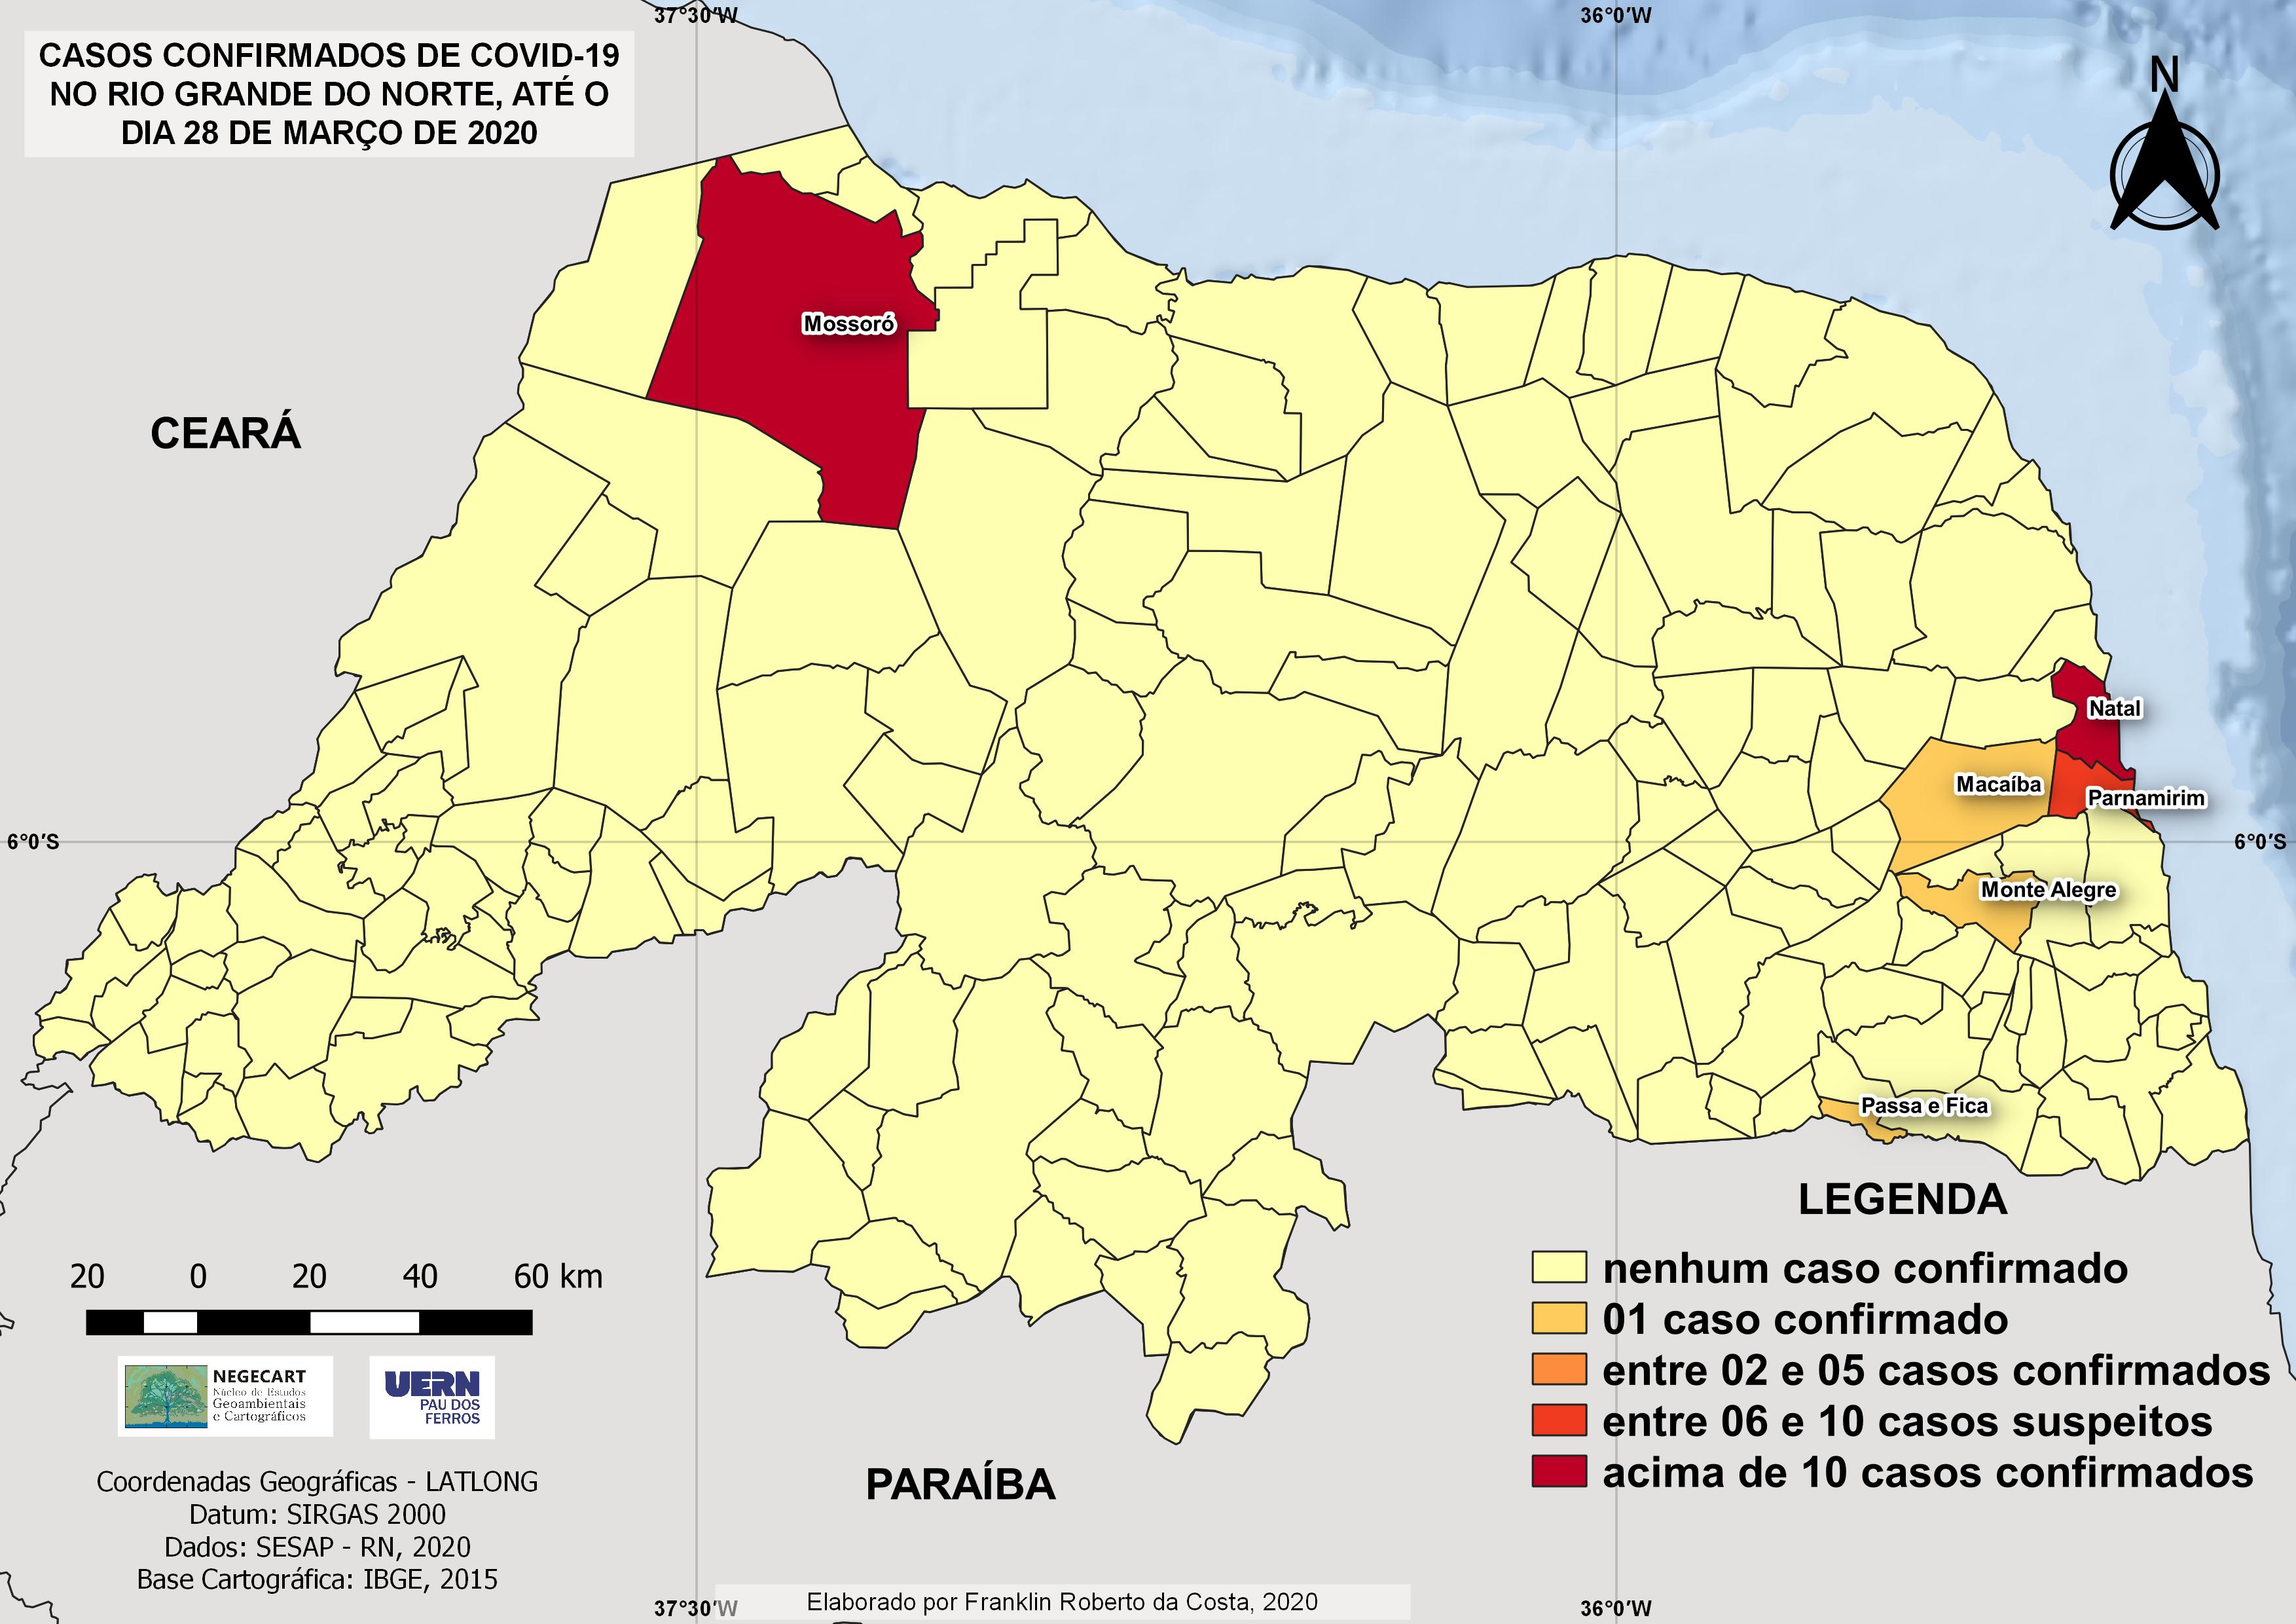 37°30′W
36°0′W
CASOS CONFIRMADOS DE COVID-19
NO RIO GRANDE DO NORTE, ATÉ O
DIA 28 DE MARÇO DE 2020
N
Mossoró
CEARÁ
Natal
Macaíba
Parnamirim
6°0′S
6°0′S
Monte Alegre
Passa e Fica
LEGENDA
nenhum caso confirmado
01 caso confirmado
entre 02 e 05 casos confirmados
entre 06 e 10 casos suspeitos
acima de 10 casos confirmados
20 0 20 40 60 km
NEGECART
Núcleo de Estudos
Geoambientais
e Cartográficos
UERN
PAU DOS
FERROS
PARAÍBA
Coordenadas Geográficas - LATLONG
Datum: SIRGAS 2000
Dados: SESAP - RN, 2020
Base Cartográfica: IBGE, 2015
Elaborado por Franklin Roberto da Costa, 2020
37°30′W
36°0′W